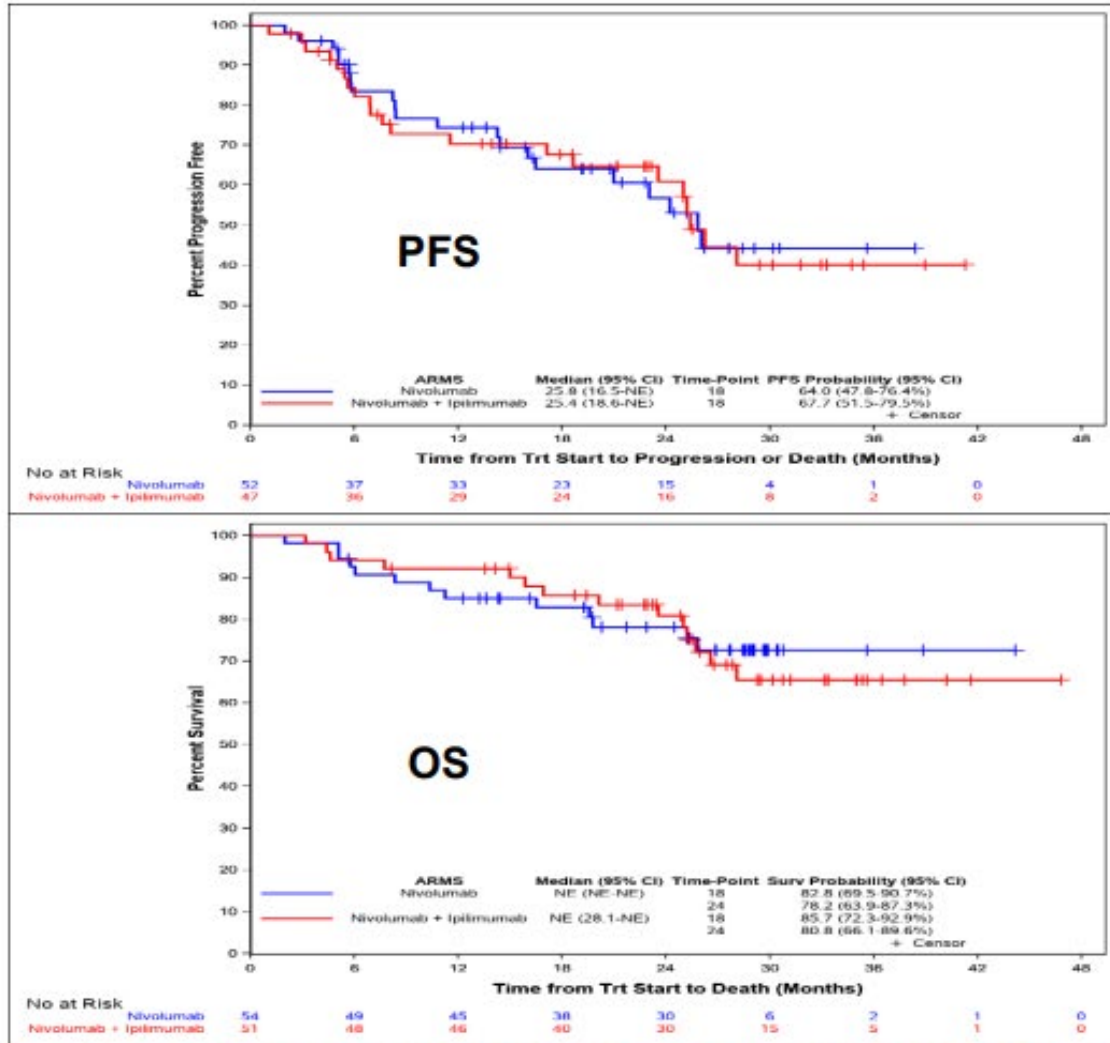 100
90
80
70
60
50
40
30
20
10
0
Percent Progression Free
PFS
ARMS Median (95% CI) Time-Point PFS Probability (95% CI)
Nivolumab 25.8 (16.5-NE) 18 64.0 (47.8-76.4%)
Nivolumab + Ipilimumab 25.4 (18.6-NE) 18 67.7 (51.5-79.5%)
+ Censor
0 6 12 18 24 30 36 42 48
Time from Trt Start to Progression or Death (Months)
No at Risk
Nivolumab 52 37 33 23 15 4 1 0
Nivolumab + Ipilimumab 47 36 29 24 16 8 2 0
100
90
80
70
60
50
40
30
20
10
0
Percent Survival
OS
ARMS Median (95% CI) Time-Point Surv Probability (95% CI)
Nivolumab NE (NE-NE) 18 82.8 (69.5-90.7%)
24 78.2 (63.9-87.3%)
Nivolumab + Ipilimumab NE (28.1-NE) 18 85.7 (72.3-92.9%)
24 80.8 (66.1-89.6%)
+ Censor
0 6 12 18 24 30 36 42 48
Time from Trt Start to Death (Months)
No at Risk
Nivolumab 54 49 45 38 30 6 2 1 0
Nivolumab + Ipilimumab 51 48 46 40 30 15 5 1 0